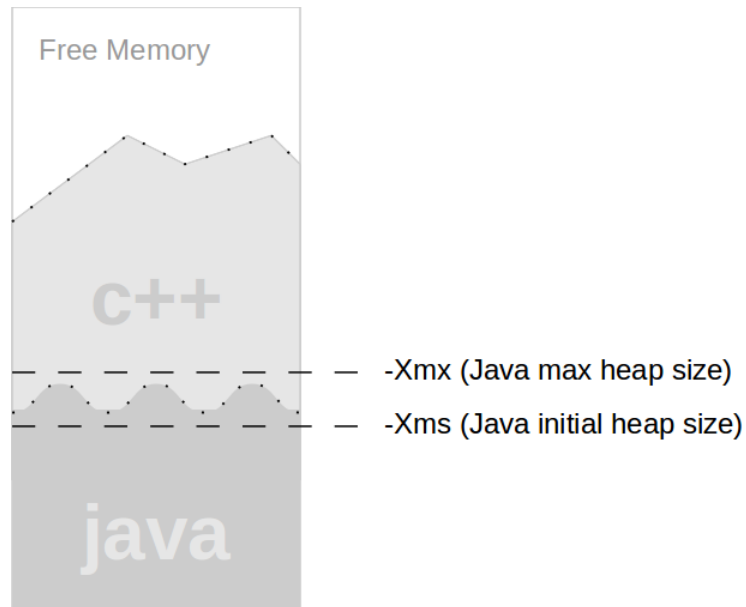 Free Memory
c++
-Xmx (Java max heap size)
-Xms (Java initial heap size)
java